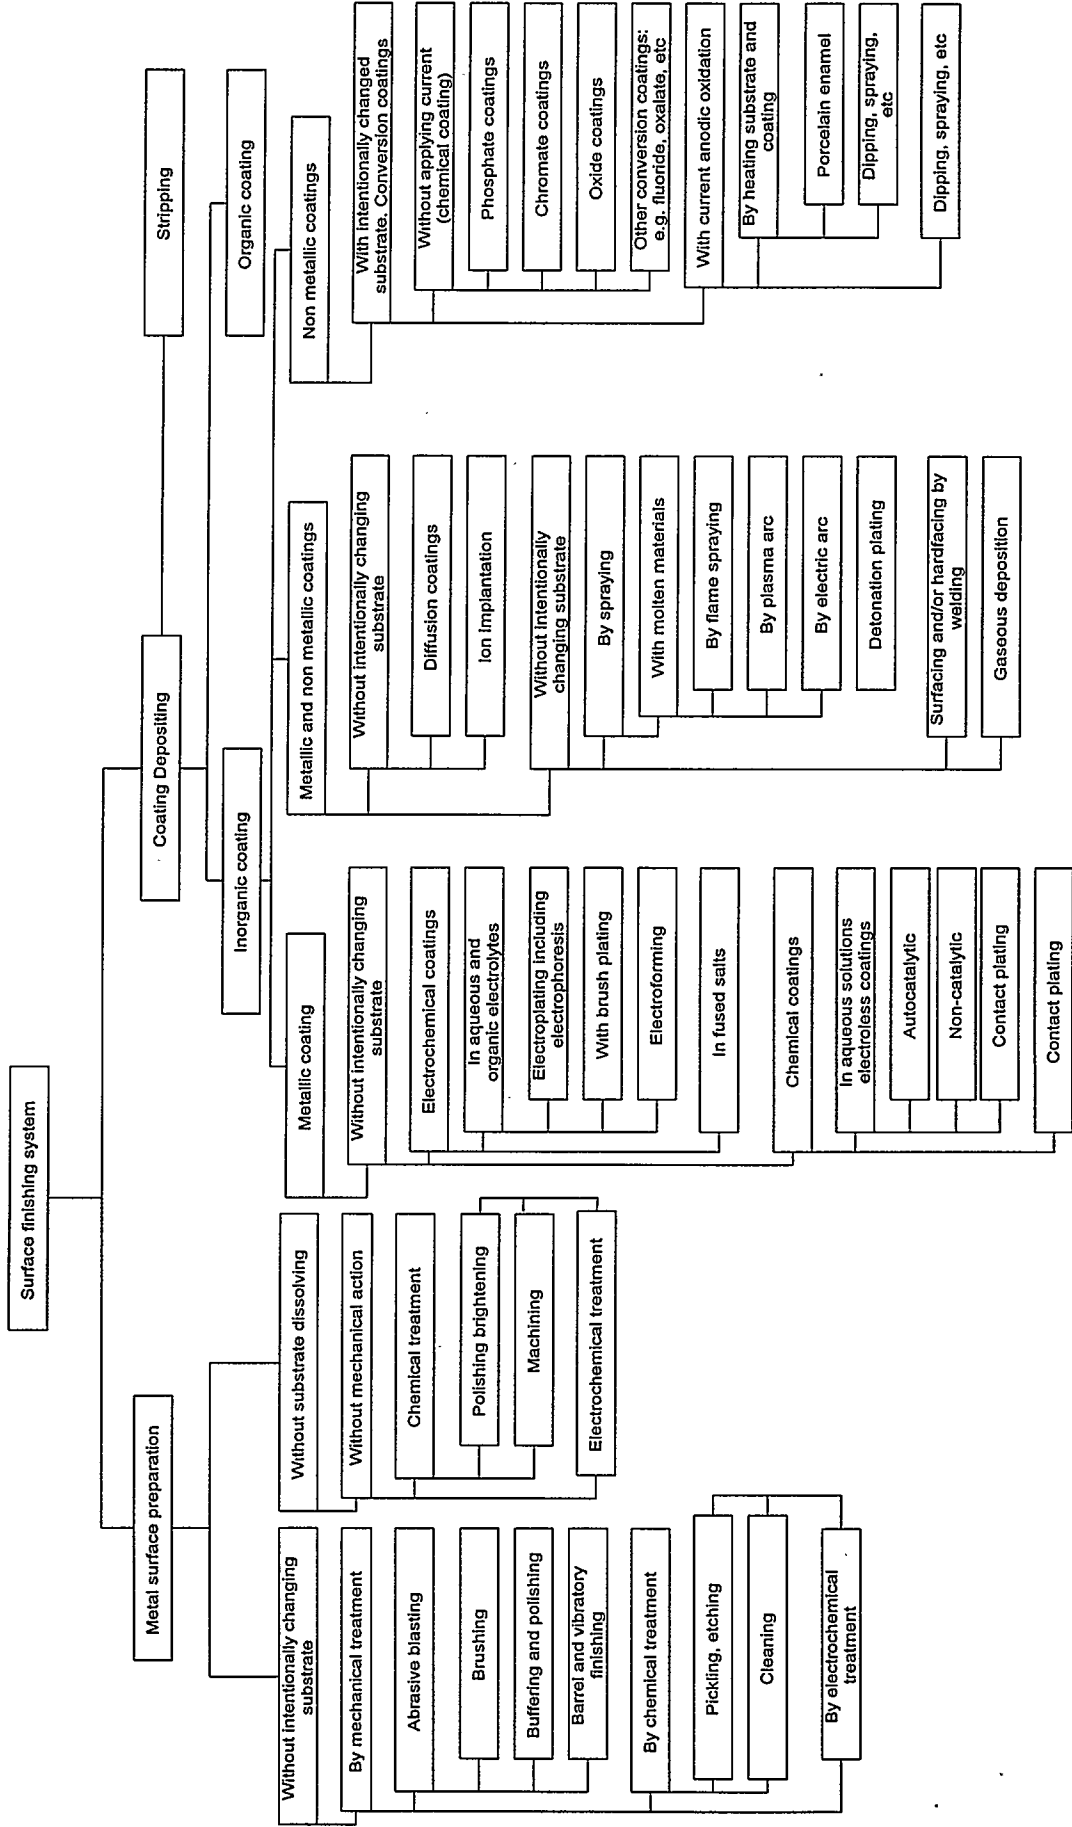 Surface finishing system
Metal surface preparation
Coating Depositing
Stripping
Without intentionally changing
substrate
By mechanical treatment
Abrasive blasting
Brushing
Buffering and polishing
Barrel and vibratory
finishing
By chemical treatment
Pickling, etching
Cleaning
By electrochemical
treatment
Without substrate dissolving
Without mechanical action
Chemical treatment
Polishing brightening
Machining
Electrochemical treatment
Inorganic coating
Organic coating
Metallic coating
Without intentionally changing
substrate
Electrochemical coatings
In aqueous and
organic electrolytes
Electroplating including
electrophoresis
With brush plating
Electroforming
In fused salts
Chemical coatings
In aqueous solutions
electroless coatings
Autocatalytic
Non-catalytic
Contact plating
Contact plating
Metallic and non metallic coatings
Without intentionally changing
substrate
Diffusion coatings
Ion Implantation
Without intentionally
changing substrate
By spraying
With molten materials
By flame spraying
By plasma arc
By electric arc
Detonation plating
Surfacing and/or hardfacing by
welding
Gaseous deposition
Non metallic coatings
With intentionally changed
substrate. Conversion coatings
Without applying current
(chemical coating)
Phosphate coatings
Chromate coatings
Oxide coatings
Other conversion coatings:
e.g. fluoride, oxalate, etc
With current anodic oxidation
By heating substrate and
coating
Porcelain enamel
Dipping, spraying,
etc
Dipping, spraying, etc